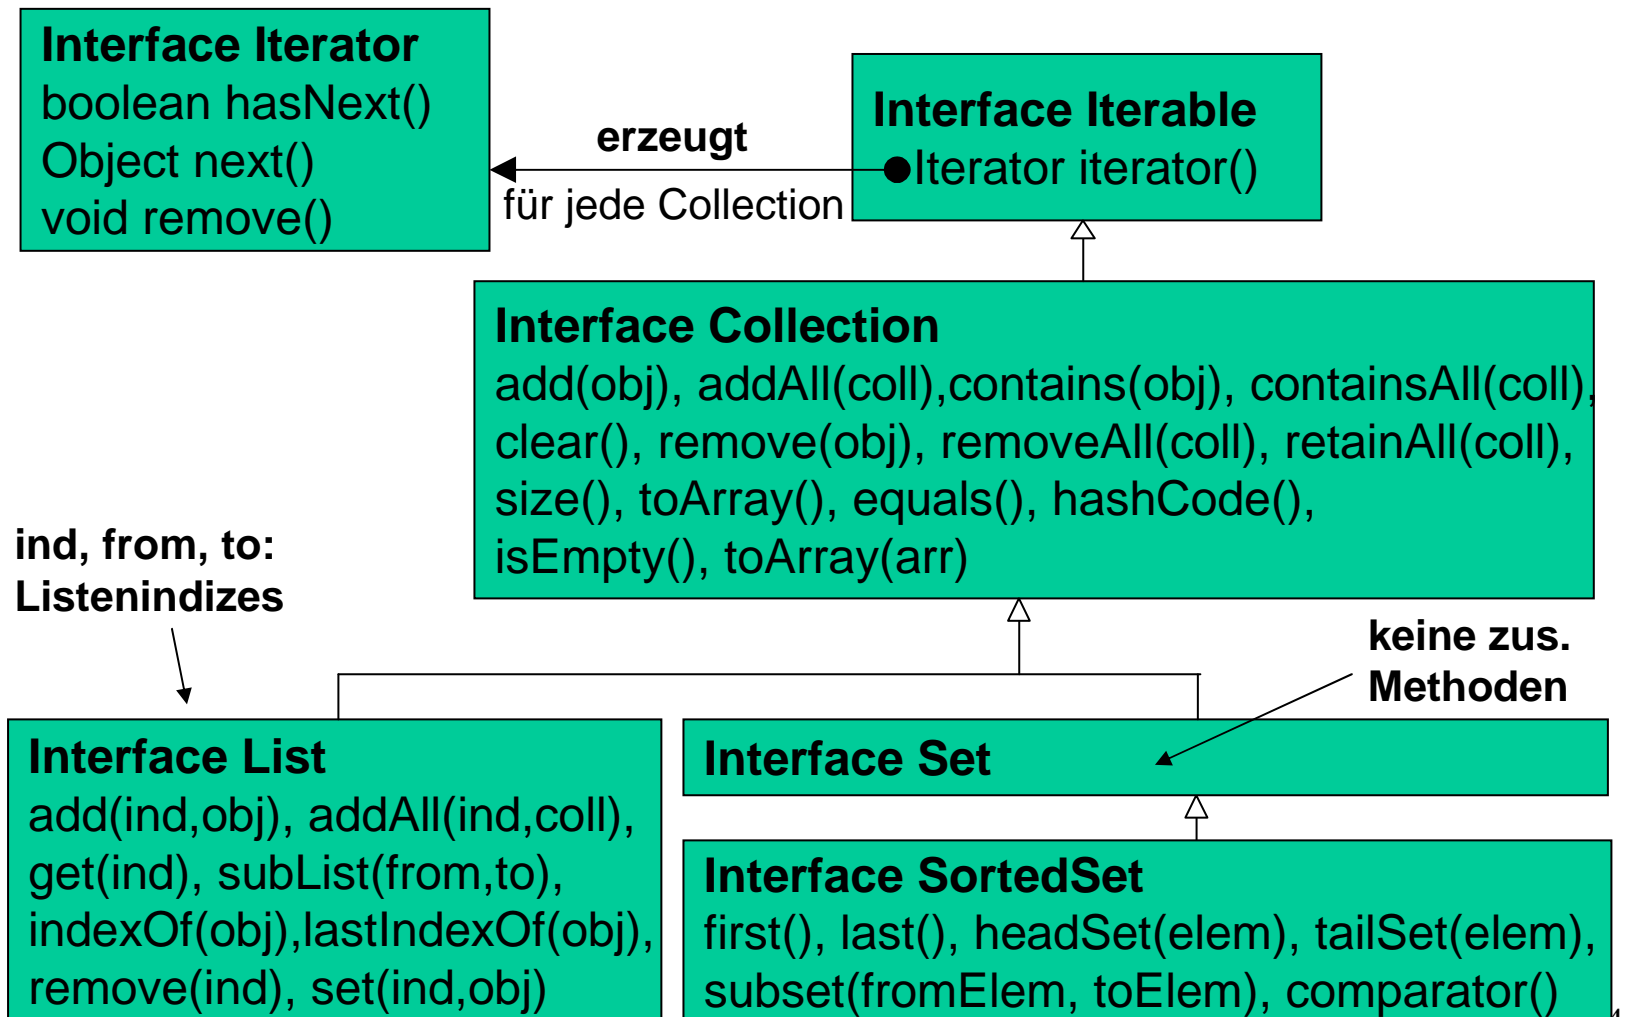 Interface Iterator
boolean hasNext()
Object next()
void remove()
erzeugt
für jede Collection
Interface Iterable
Iterator iterator()
Interface Collection
add(obj), addAll(coll),contains(obj), containsAll(coll),
clear(), remove(obj), removeAll(coll), retainAll(coll),
size(), toArray(), equals(), hashCode(),
isEmpty(), toArray(arr)
ind, from, to:
Listenindizes
keine zus.
Methoden
Interface List
add(ind,obj), addAll(ind,coll),
get(ind), subList(from,to),
indexOf(obj),lastIndexOf(obj),
remove(ind), set(ind,obj)
Interface Set
Interface SortedSet
first(), last(), headSet(elem), tailSet(elem),
subset(fromElem, toElem), comparator()